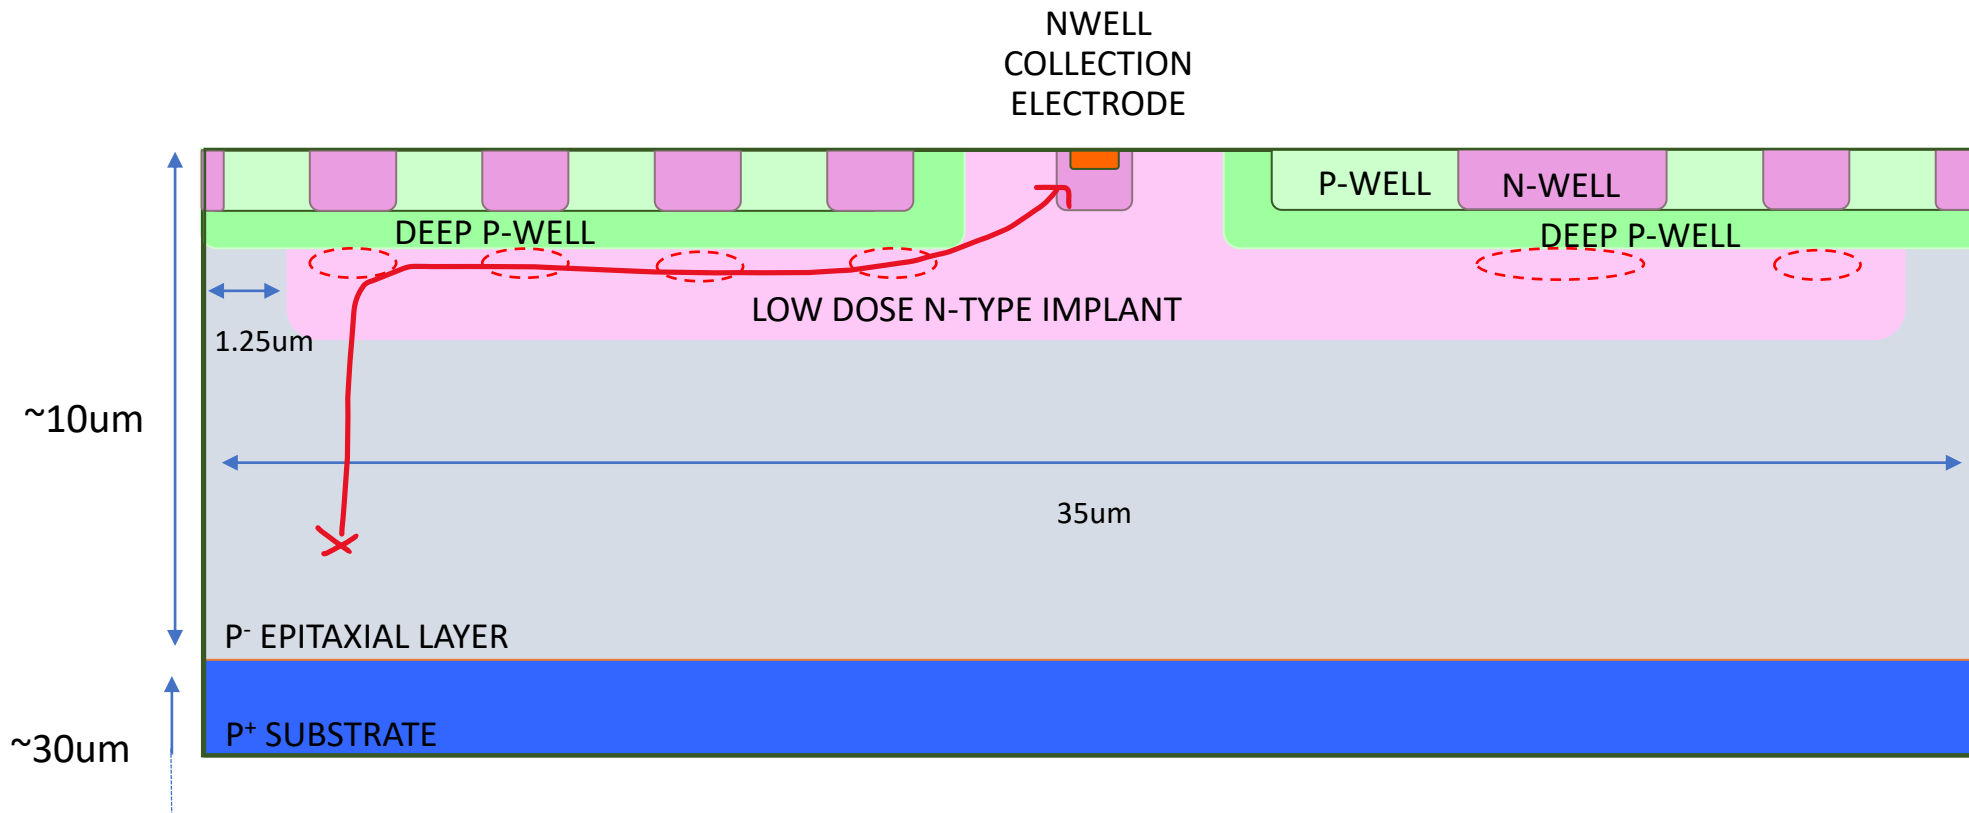 NWELL
COLLECTION
ELECTRODE
P-WELL
N-WELL
DEEP P-WELL
DEEP P-WELL
LOW DOSE N-TYPE IMPLANT
1.25um
~10um
35um
P⁻ EPITAXIAL LAYER
P⁺ SUBSTRATE
~30um